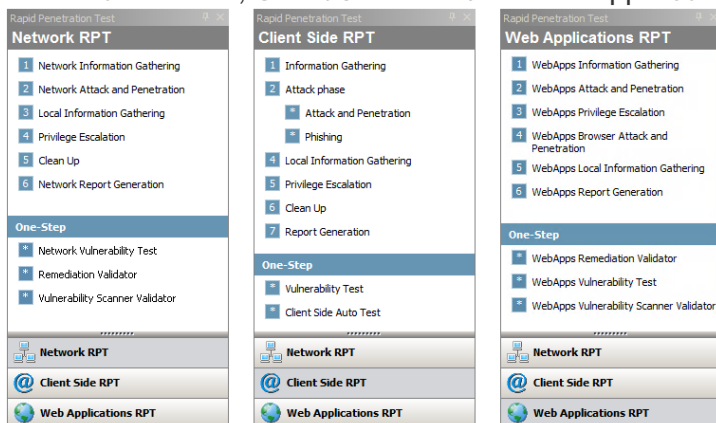 Rapid Penetration Test
Network RPT
1 Network Information Gathering
2 Network Attack and Penetration
3 Local Information Gathering
4 Privilege Escalation
5 Clean Up
6 Network Report Generation
One-Step
* Network Vulnerability Test
* Remediation Validator
* Vulnerability Scanner Validator
Network RPT
@ Client Side RPT
Web Applications RPT
Rapid Penetration Test
Client Side RPT
1 Information Gathering
2 Attack phase
* Attack and Penetration
* Phishing
4 Local Information Gathering
5 Privilege Escalation
6 Clean Up
7 Report Generation
One-Step
* Vulnerability Test
* Client Side Auto Test
Network RPT
@ Client Side RPT
Web Applications RPT
Rapid Penetration Test
Web Applications RPT
1 WebApps Information Gathering
2 WebApps Attack and Penetration
3 WebApps Privilege Escalation
4 WebApps Browser Attack and
Penetration
5 WebApps Local Information Gathering
6 WebApps Report Generation
One-Step
* WebApps Remediation Validator
* WebApps Vulnerability Test
* WebApps Vulnerability Scanner Validator
Network RPT
@ Client Side RPT
Web Applications RPT